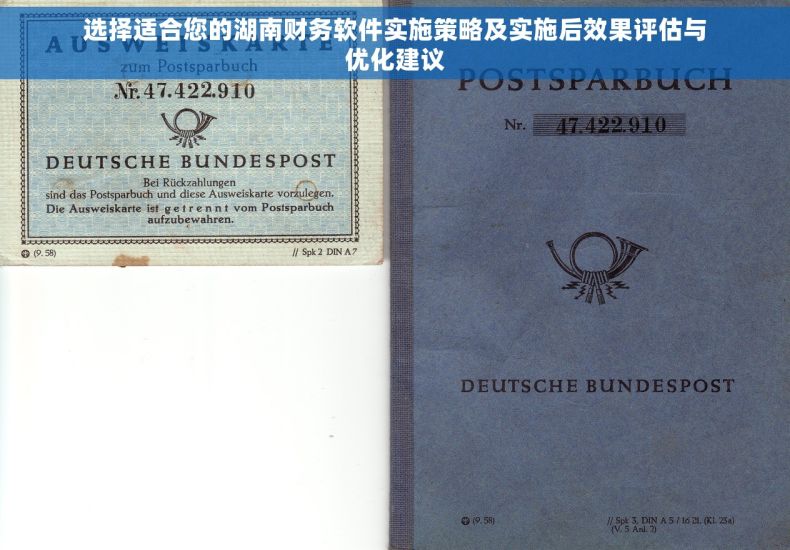 选择适合您的湖南财务软件实施策略及实施后效果评估与
优化建议
AUSWEISKARTE
zum Postsparbuch
Nr. 47.422.910
DEUTSCHE BUNDESPOST
Bei Rückzahlungen
sind das Postsparbuch und diese Ausweiskarte vorzulegen.
Die Ausweiskarte ist getrennt vom Postsparbuch
aufzubewahren.
(9. 58)
// Spk 2 DIN A 7
POSTSPARBUCH
Nr. 47.422.910
DEUTSCHE BUNDESPOST
(9. 58)
// Spk 3, DIN A 5 / 16 Bl. (Kl. 23a)
(V. 5 Anl. 2)